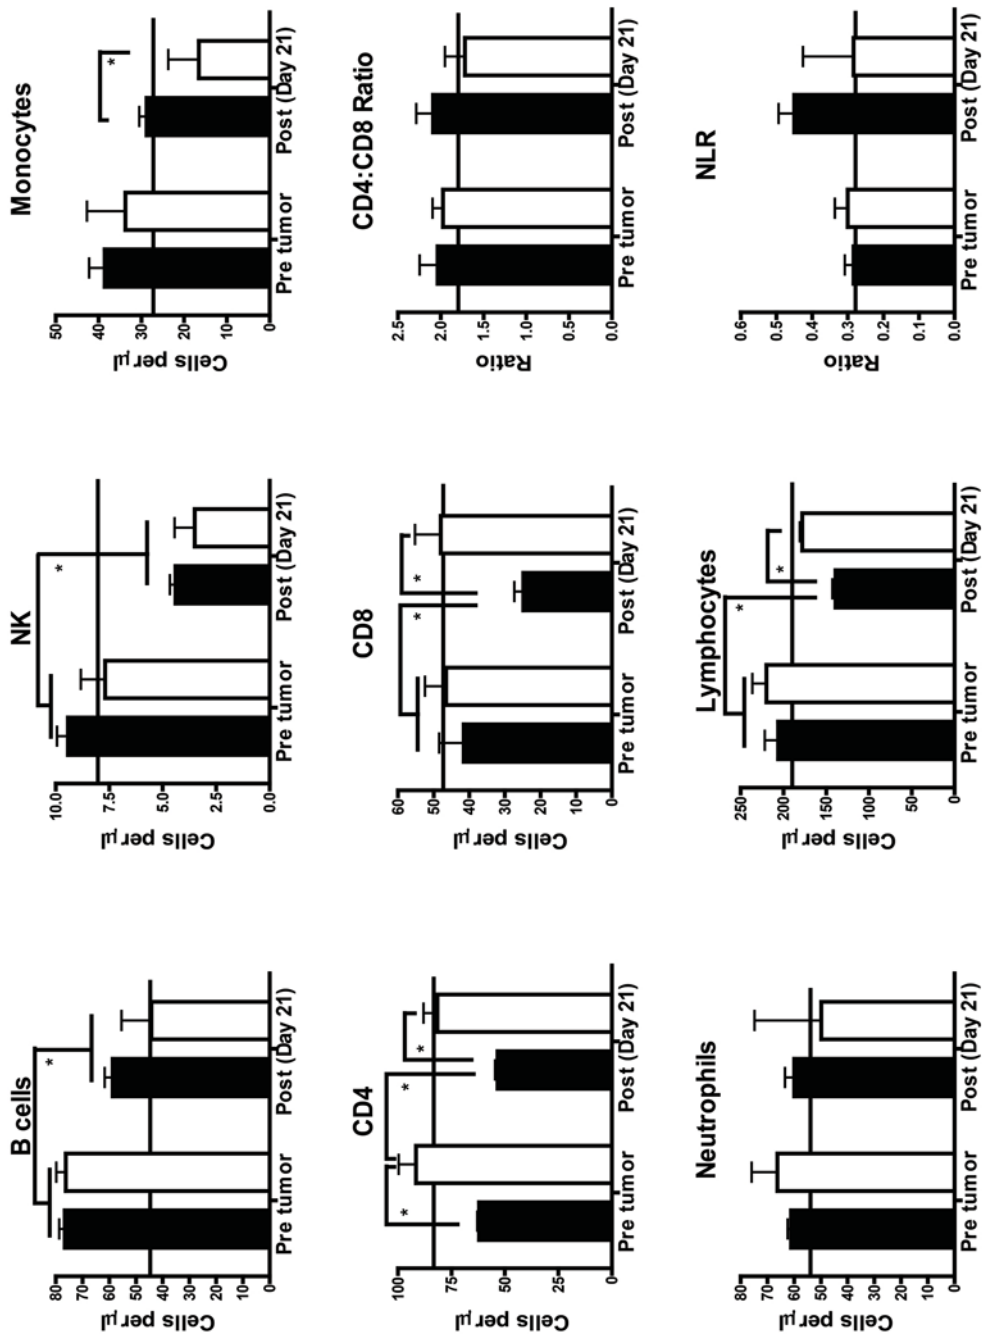 B cells
Cells per µl
80
70
60
50
40
30
20
10
0
*
Pre tumor
Post (Day 21)
NK
Cells per µl
10.0
7.5
5.0
2.5
0.0
*
Pre tumor
Post (Day 21)
Monocytes
Cells per µl
50
40
30
20
10
0
*
Pre tumor
Post (Day 21)
CD4
Cells per µl
100
75
50
25
0
*
*
*
Pre tumor
Post (Day 21)
CD8
Cells per µl
60
50
40
30
20
10
0
*
*
Pre tumor
Post (Day 21)
CD4:CD8 Ratio
Ratio
2.5
2.0
1.5
1.0
0.5
0.0
Pre tumor
Post (Day 21)
Neutrophils
Cells per µl
80
70
60
50
40
30
20
10
0
Pre tumor
Post (Day 21)
Lymphocytes
Cells per µl
250
200
150
100
50
0
*
*
Pre tumor
Post (Day 21)
NLR
Ratio
0.6
0.5
0.4
0.3
0.2
0.1
0.0
Pre tumor
Post (Day 21)